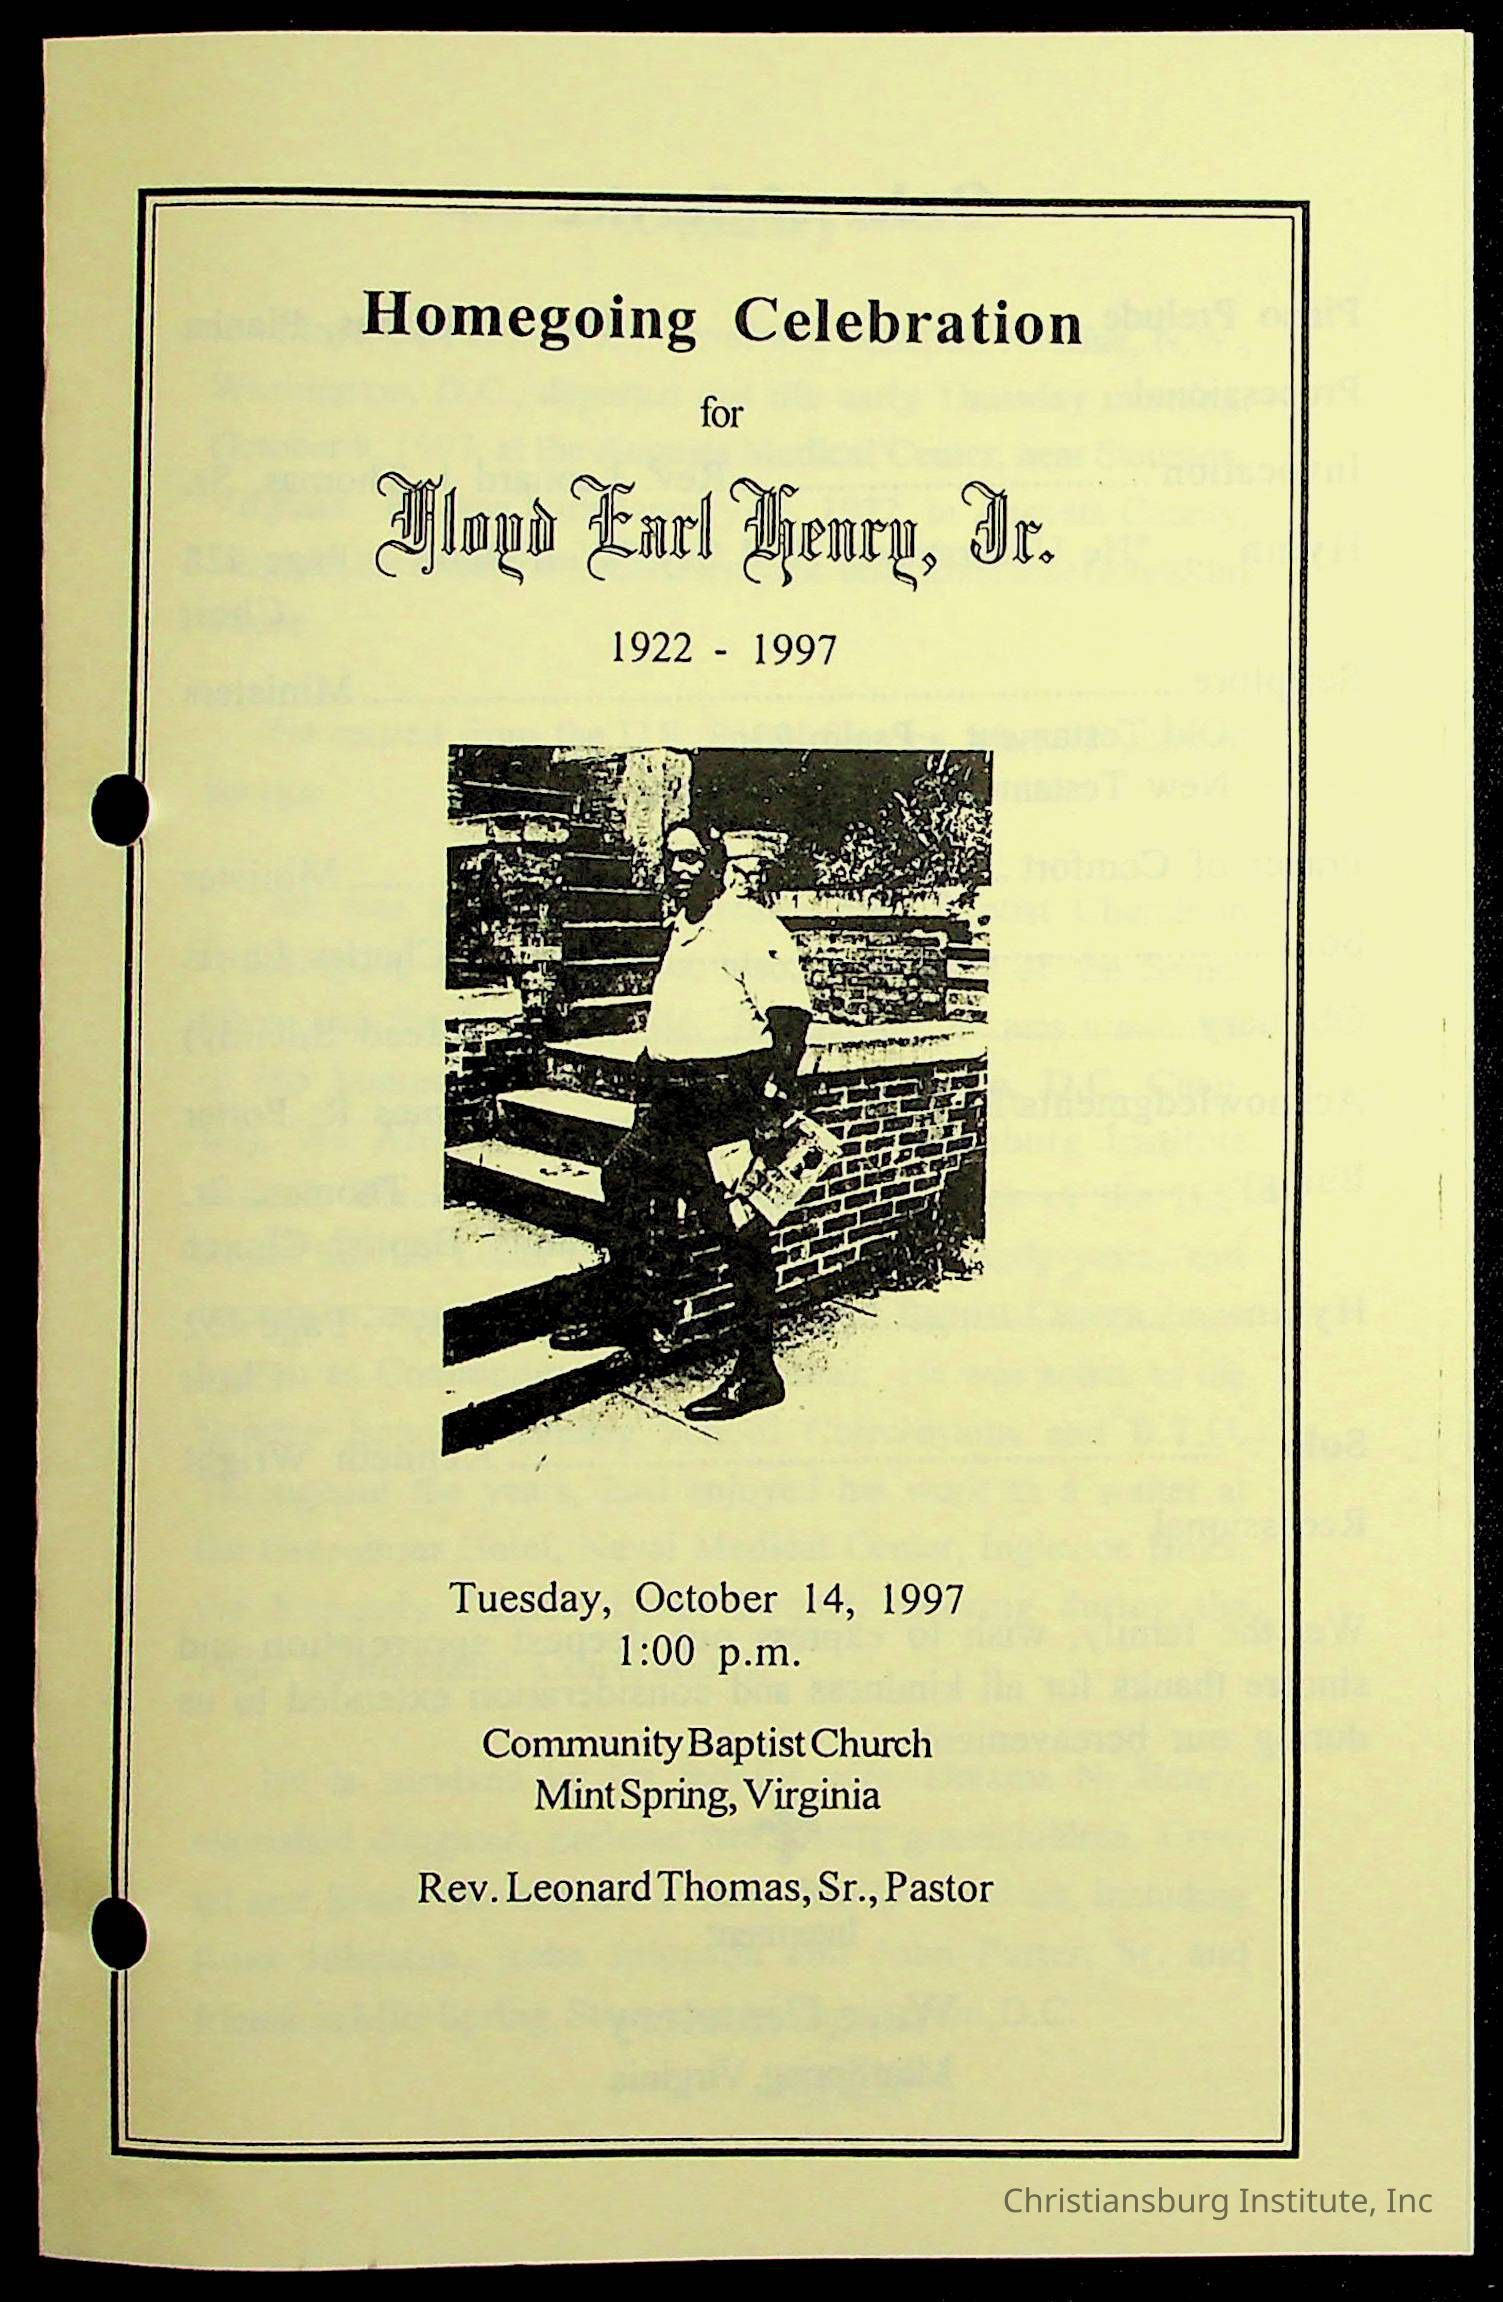 Homegoing Celebration
for
Floyd Earl Henry, Jr.
1922 - 1997
Tuesday, October 14, 1997
1:00 p.m.
Community Baptist Church
Mint Spring, Virginia
Rev. Leonard Thomas, Sr., Pastor
Christiansburg Institute, Inc